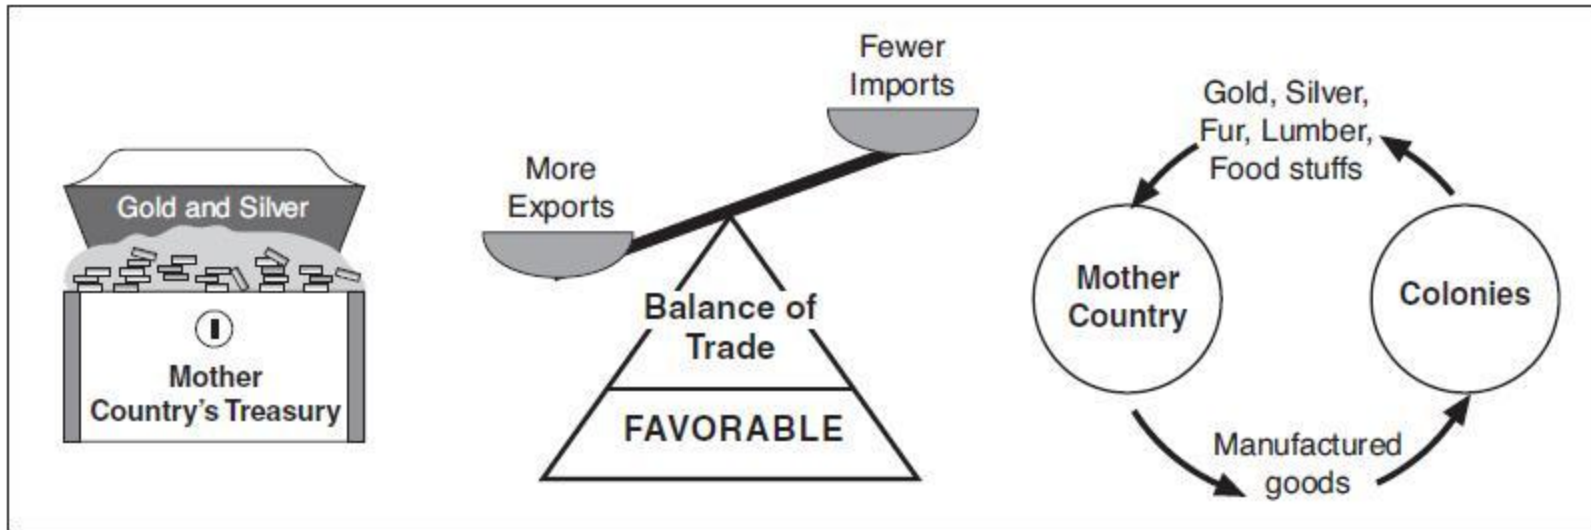 Gold and Silver
Mother
Country's Treasury
More
Exports
Fewer
Imports
Balance of
Trade
FAVORABLE
Gold, Silver,
Fur, Lumber,
Food stuffs
Mother
Country
Colonies
Manufactured
goods